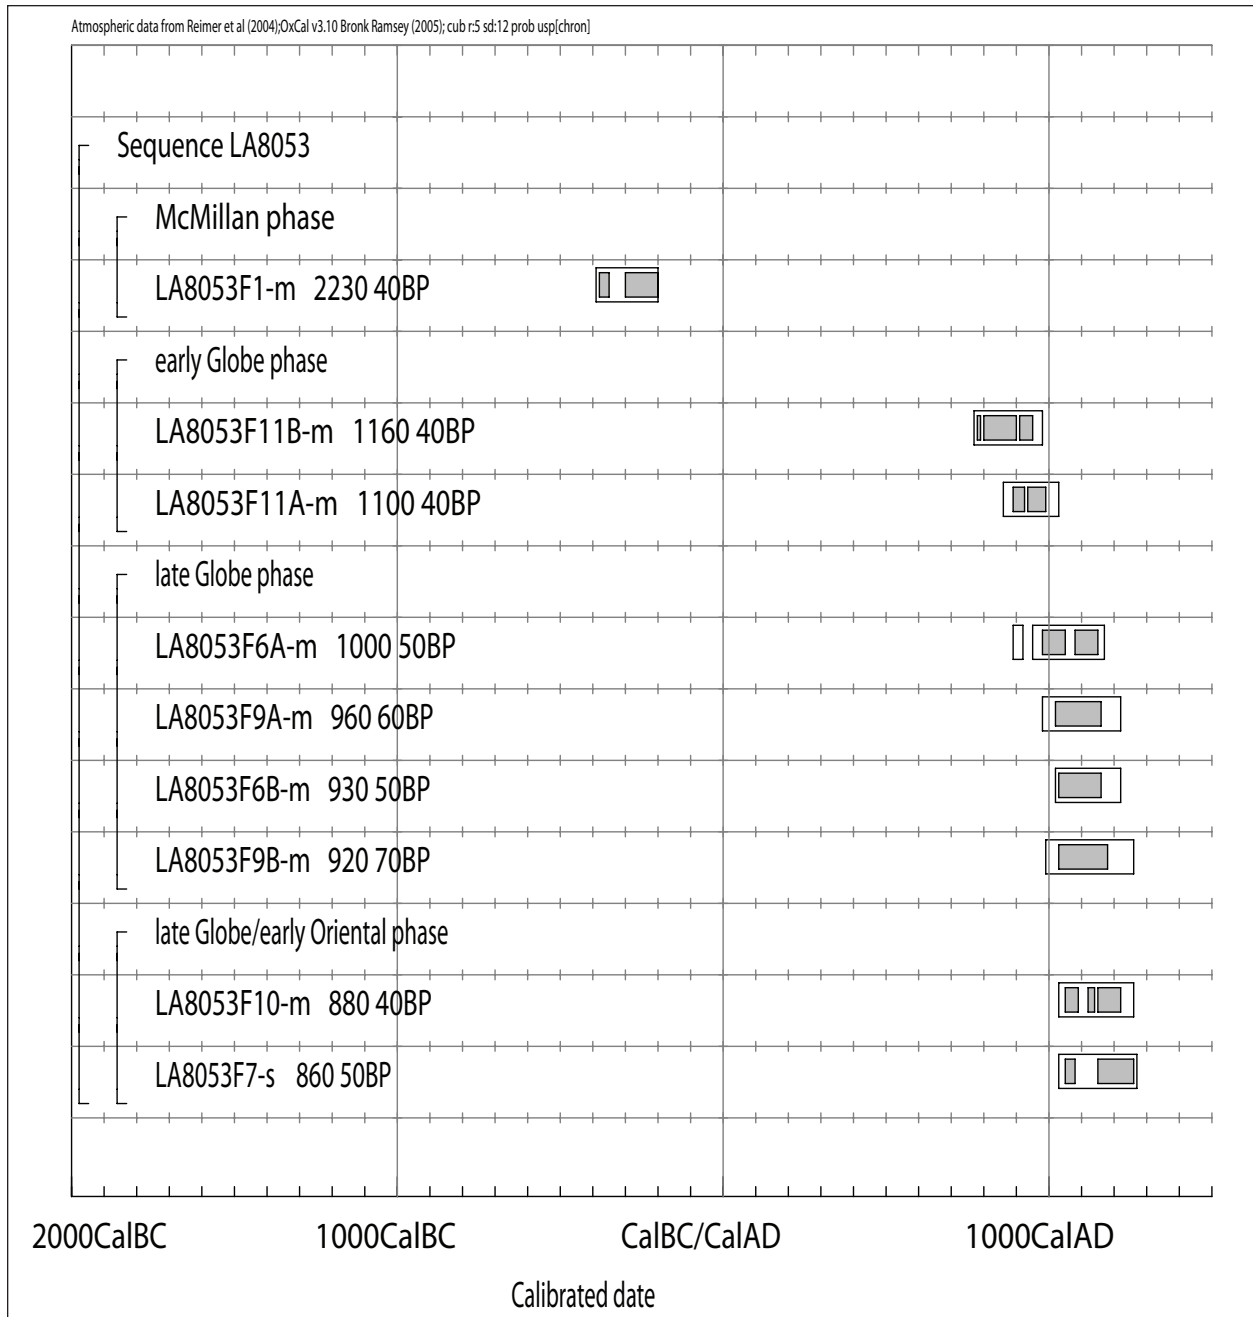 Atmospheric data from Reimer et al (2004);OxCal v3.10 Bronk Ramsey (2005); cub r:5 sd:12 prob usp[chron]
Sequence LA8053
McMillan phase
LA8053F1-m 2230 40BP
early Globe phase
LA8053F11B-m 1160 40BP
LA8053F11A-m 1100 40BP
late Globe phase
LA8053F6A-m 1000 50BP
LA8053F9A-m 960 60BP
LA8053F6B-m 930 50BP
LA8053F9B-m 920 70BP
late Globe/early Oriental phase
LA8053F10-m 880 40BP
LA8053F7-s 860 50BP
2000CalBC 1000CalBC CalBC/CalAD 1000CalAD
Calibrated date